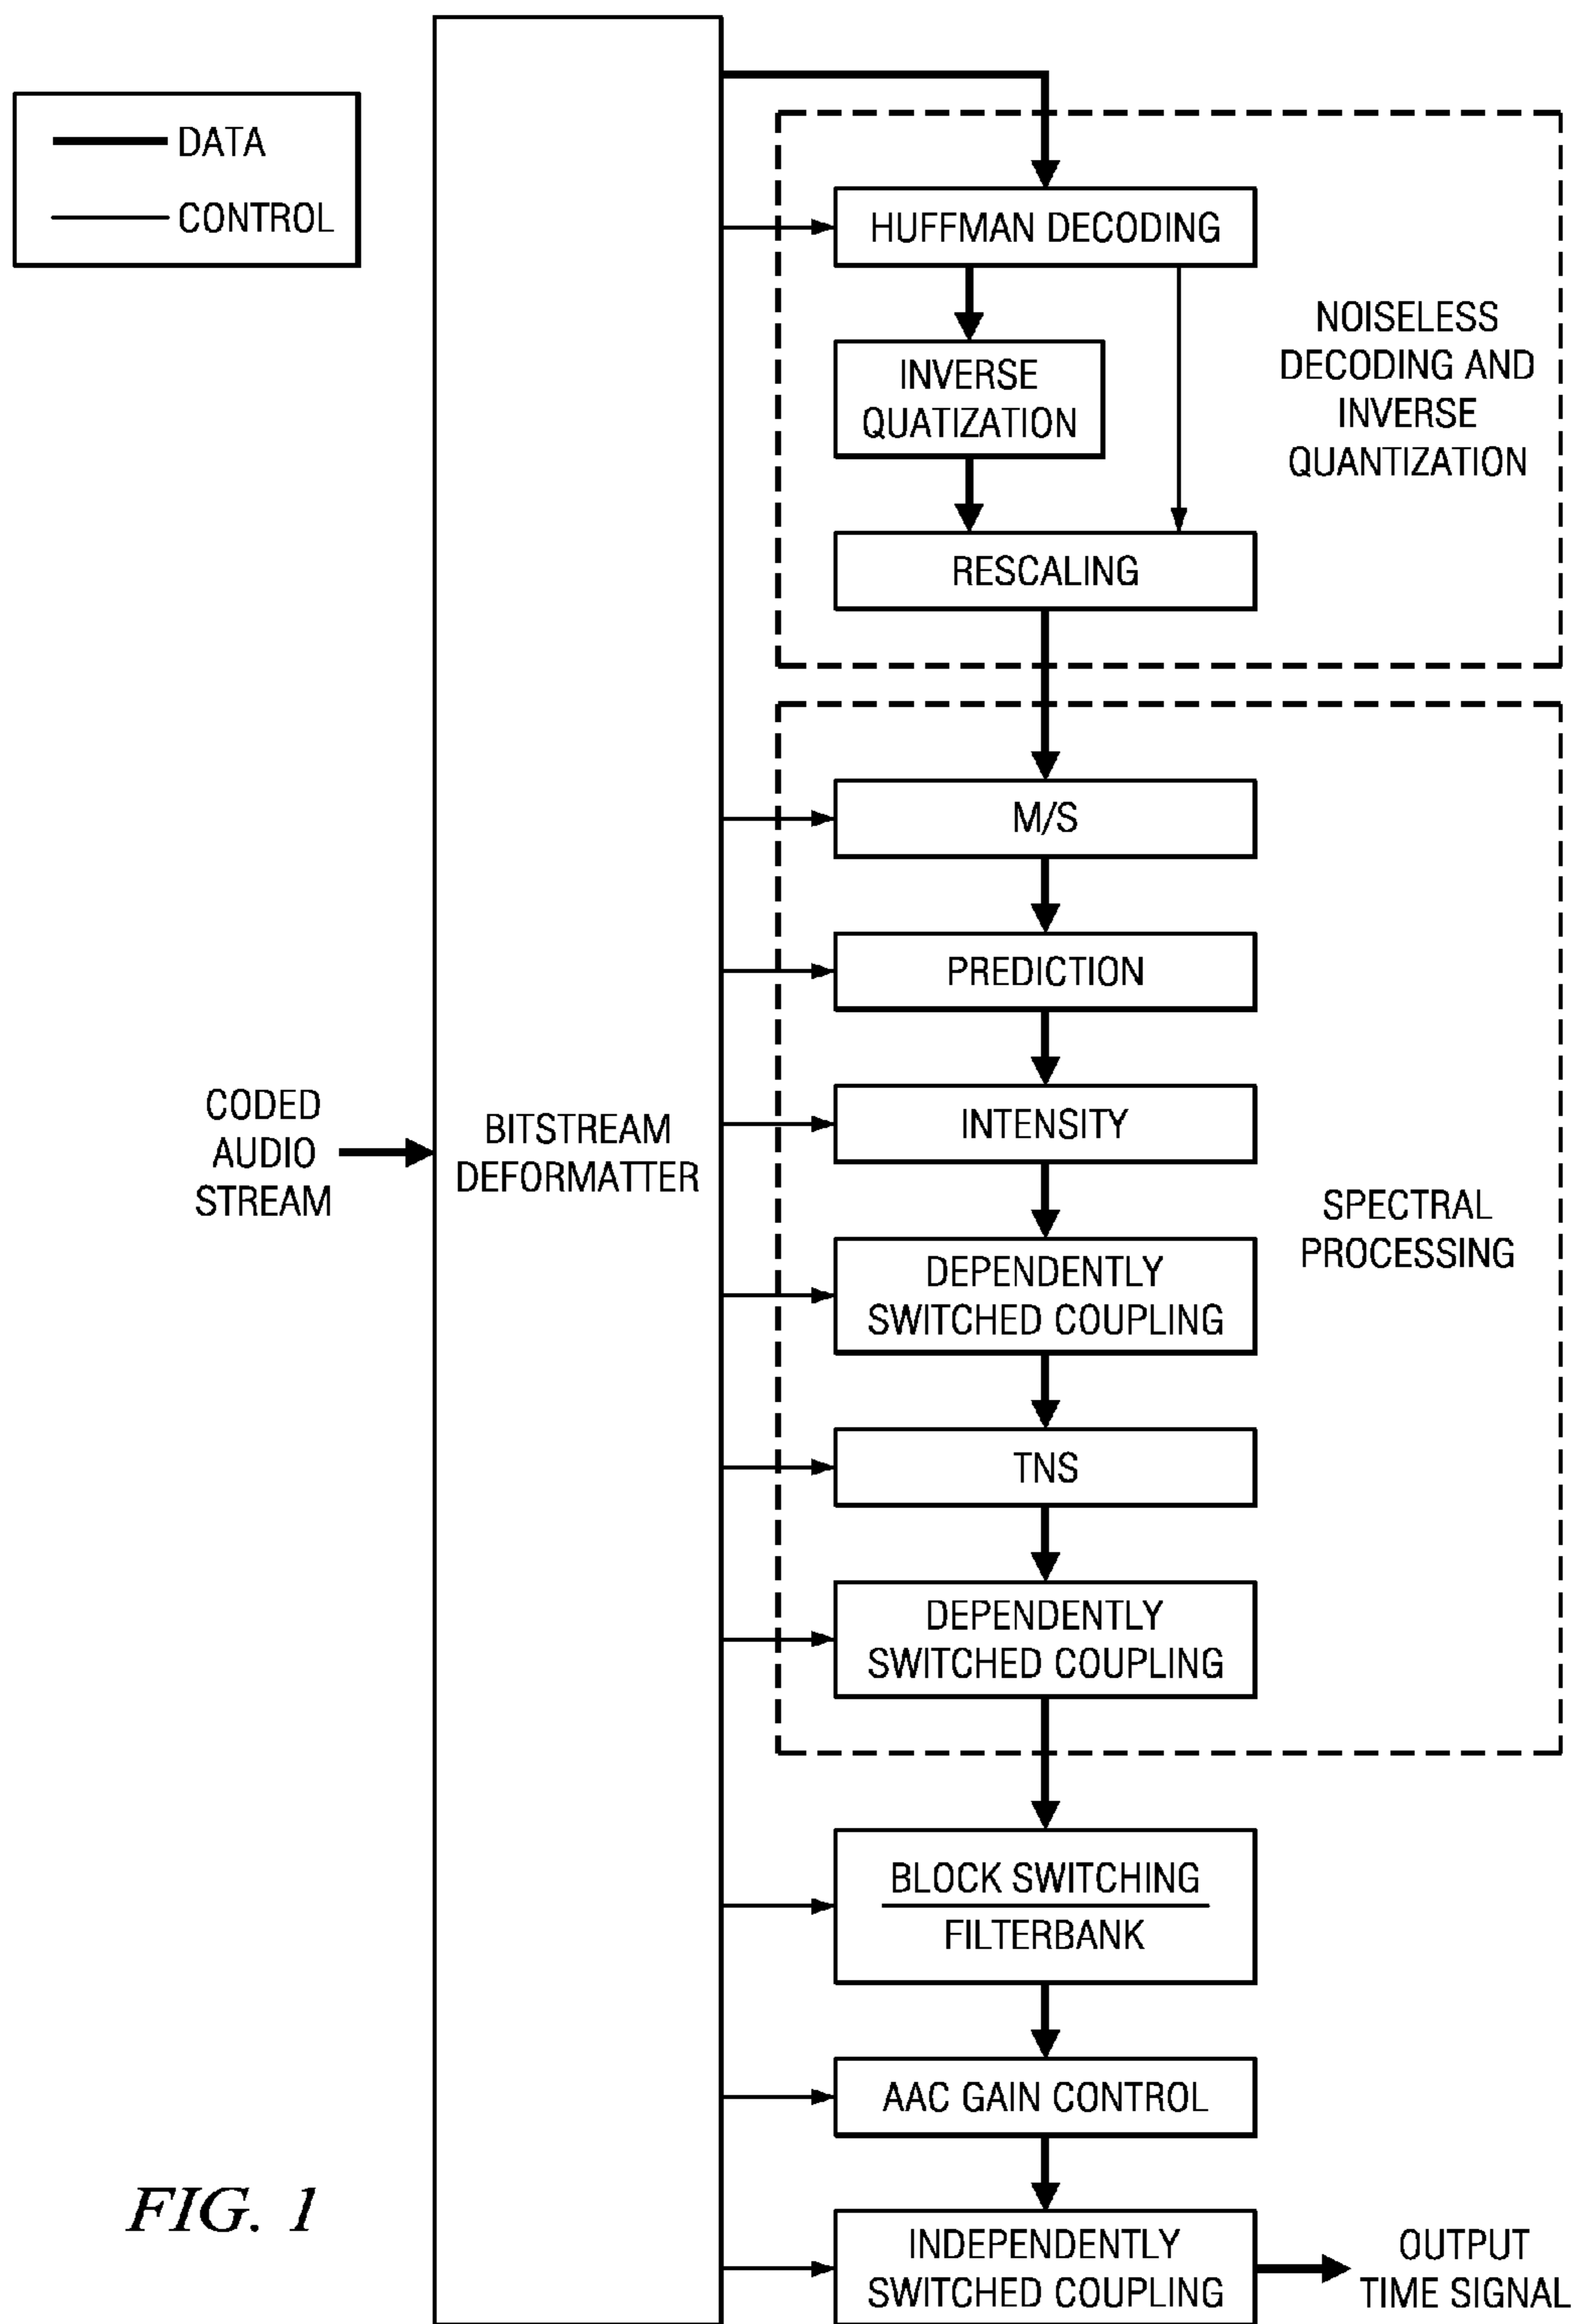 DATA
CONTROL
HUFFMAN DECODING
INVERSE
QUATIZATION
RESCALING
NOISELESS
DECODING AND
INVERSE
QUANTIZATION
M/S
PREDICTION
INTENSITY
DEPENDENTLY
SWITCHED COUPLING
TNS
DEPENDENTLY
SWITCHED COUPLING
SPECTRAL
PROCESSING
CODED
AUDIO
STREAM
BITSTREAM
DEFORMATTER
BLOCK SWITCHING
FILTERBANK
AAC GAIN CONTROL
INDEPENDENTLY
SWITCHED COUPLING
OUTPUT
TIME SIGNAL
FIG. 1